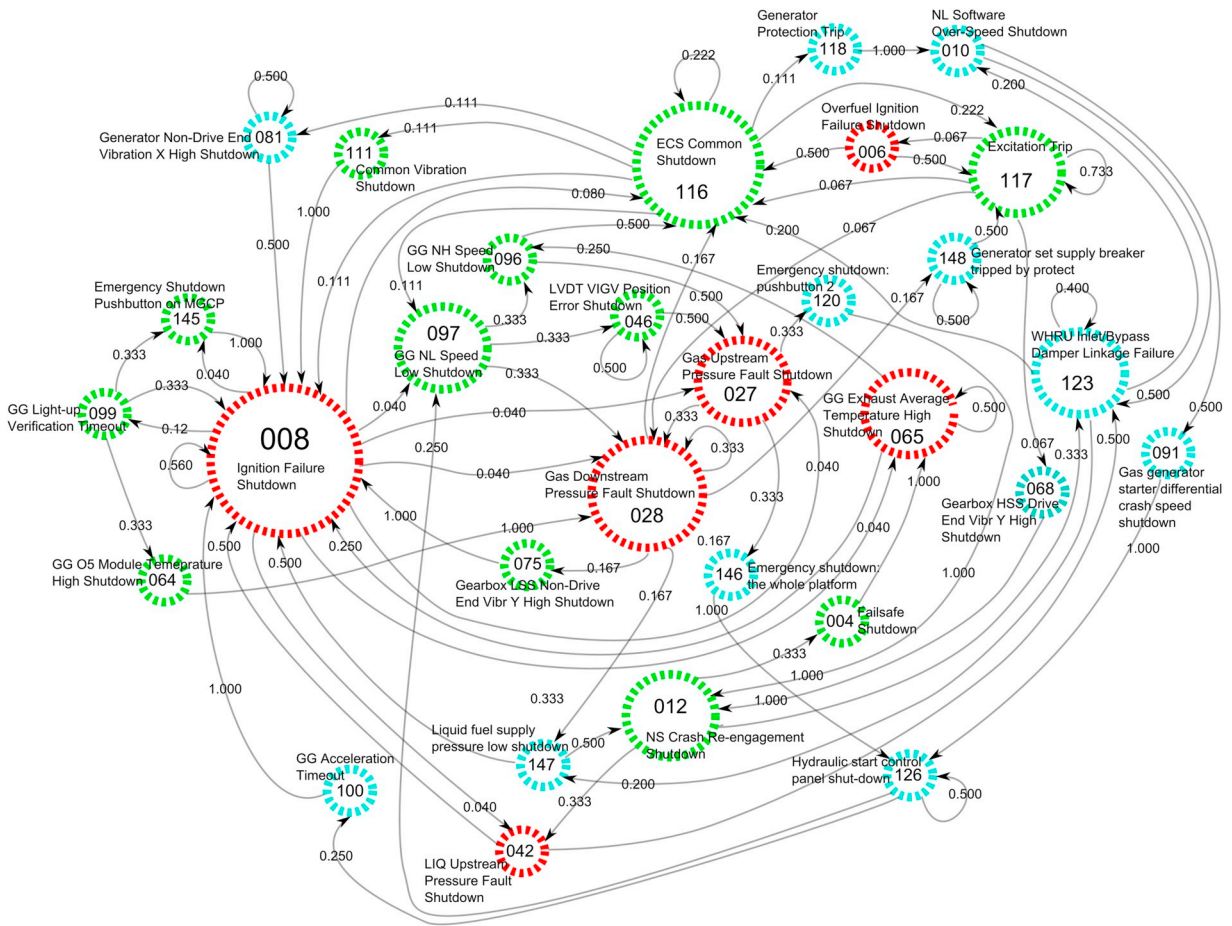 Generator
Protection Trip
118
1.000
NL Software
Over-Speed Shutdown
010
0.222
0.500
0.111
0.200
0.111
0.111
Overfuel Ignition
Failure Shutdown
006
0.222
0.067
Generator Non-Drive End
Vibration X High Shutdown
081
111
Common Vibration
Shutdown
ECS Common
Shutdown
116
0.500
0.500
Excitation Trip
117
0.733
0.067
0.080
1.000
0.500
0.500
0.200
0.067
0.500
GG NH Speed
Low Shutdown
096
0.250
0.167
148
Generator set supply breaker
tripped by protect
0.111
0.111
Emergency shutdown:
pushbutton 2
120
0.167
0.400
Emergency Shutdown
Pushbutton on MGCP
145
LVDT VIGV Position
Error Shutdown
046
0.500
0.500
0.333
0.500
0.333
097
GG NL Speed
Low Shutdown
0.333
1.000
WHRU Inlet/Bypass
Damper Linkage Failure
123
0.333
0.500
0.333
Gas Upstream
Pressure Fault Shutdown
027
0.040
0.333
GG Exhaust Average
Temperature High
Shutdown
065
0.500
0.500
0.500
GG Light-up
Verification Timeout
099
0.333
0.040
0.040
0.333
0.12
008
Ignition Failure
Shutdown
0.250
0.333
0.067
0.333
0.500
091
Gas generator
starter differential
crash speed
shutdown
0.560
0.040
Gas Downstream
Pressure Fault Shutdown
028
0.040
1.000
068
Gearbox HSS Drive
End Vibr Y High
Shutdown
0.333
0.333
1.000
1.000
0.040
0.500
0.250
0.167
1.000
GG O5 Module Temeprature
High Shutdown
064
0.500
075
0.167
Gearbox LSS Non-Drive
End Vibr Y High Shutdown
146
Emergency shutdown:
the whole platform
1.000
0.167
1.000
004
Failsafe
Shutdown
0.333
1.000
1.000
0.333
1.000
012
NS Crash Re-engagement
Shutdown
Liquid fuel supply
pressure low shutdown
147
0.500
0.200
Hydraulic start control
panel shut-down
126
0.500
GG Acceleration
Timeout
100
0.333
0.040
0.250
042
LIQ Upstream
Pressure Fault
Shutdown